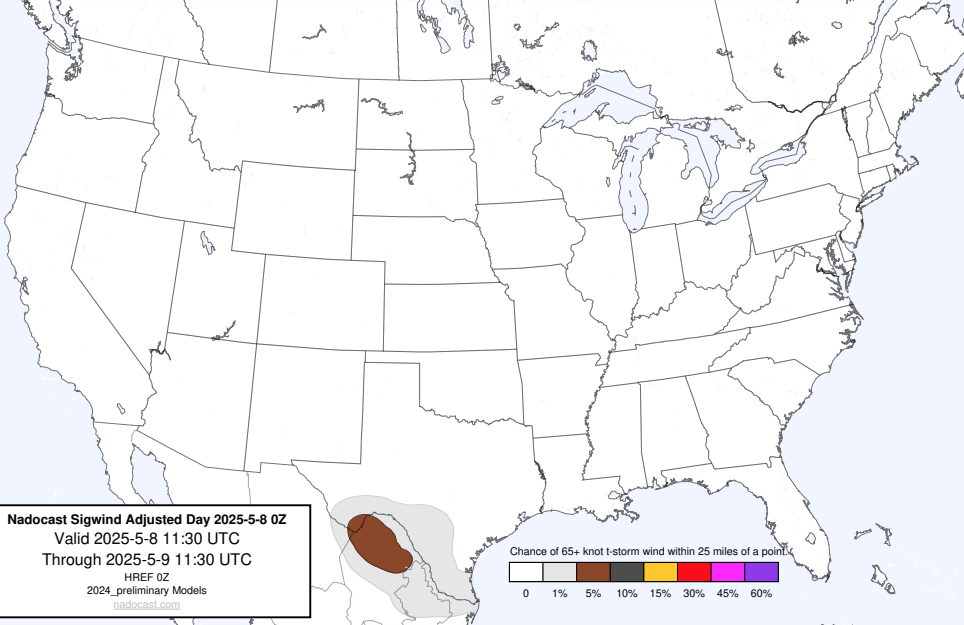 Nadocast Sigwind Adjusted Day 2025-5-8 0Z
Valid 2025-5-8 11:30 UTC
Through 2025-5-9 11:30 UTC
HREF 0Z
2024_preliminary Models
nadocast.com
Chance of 65+ knot t-storm wind within 25 miles of a point.
0 1% 5% 10% 15% 30% 45% 60%